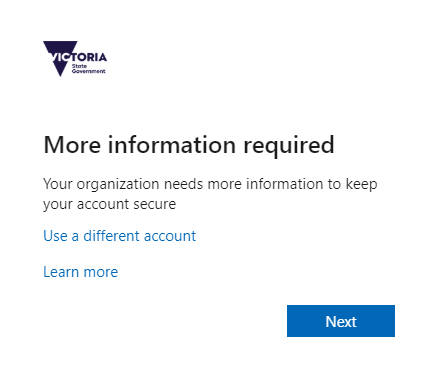 VICTORIA
State
Government
More information required
Your organization needs more information to keep
your account secure
Use a different account
Learn more
Next